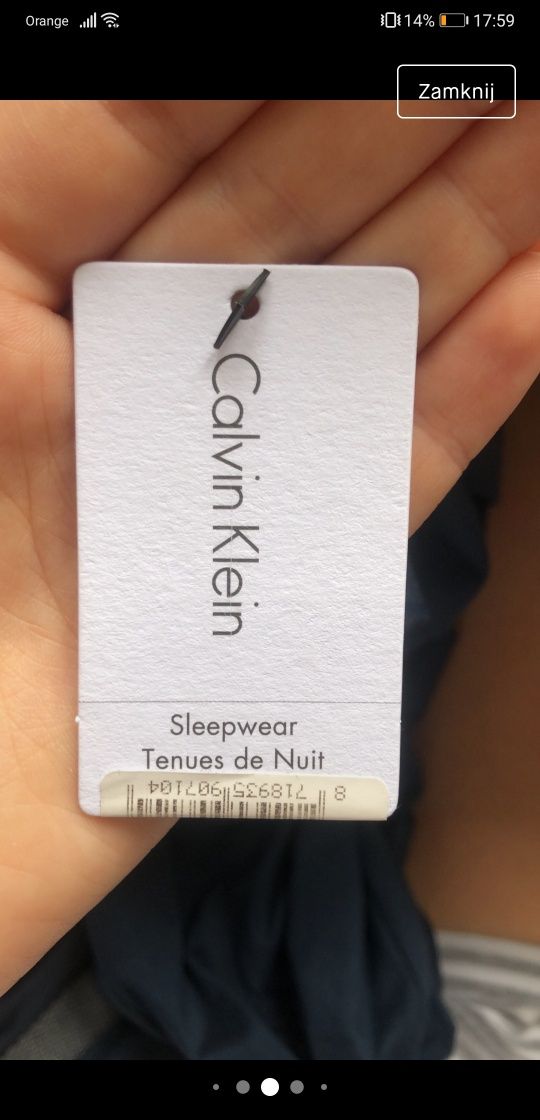 Orange 14% 17:59
Zamknij
Calvin Klein
Sleepwear
Tenues de Nuit
8 718935 907104